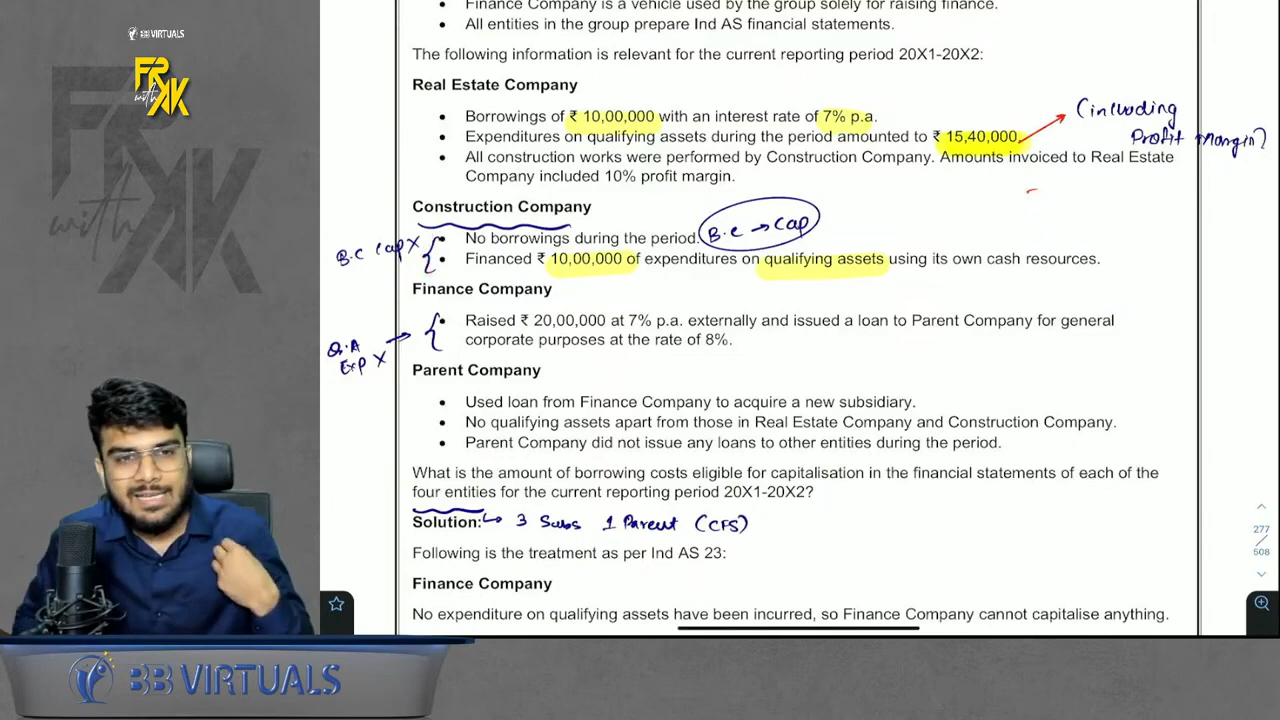 BB VIRTUALS
FR
with
KK
FR
with
KK
Finance Company is a vehicle used by the group solely for raising finance.
• All entities in the group prepare Ind AS financial statements.
The following information is relevant for the current reporting period 20X1-20X2:
Real Estate Company
• Borrowings of ₹ 10,00,000 with an interest rate of 7% p.a.
• Expenditures on qualifying assets during the period amounted to ₹ 15,40,000.
(including
Profit Margin)
• All construction works were performed by Construction Company. Amounts invoiced to Real Estate
Company included 10% profit margin.
Construction Company
B.C Cap X
• No borrowings during the period.
B.C → Cap
• Financed ₹ 10,00,000 of expenditures on qualifying assets using its own cash resources.
Finance Company
Q.A
Exp X
• Raised ₹ 20,00,000 at 7% p.a. externally and issued a loan to Parent Company for general
corporate purposes at the rate of 8%.
Parent Company
• Used loan from Finance Company to acquire a new subsidiary.
• No qualifying assets apart from those in Real Estate Company and Construction Company.
• Parent Company did not issue any loans to other entities during the period.
What is the amount of borrowing costs eligible for capitalisation in the financial statements of each of the
four entities for the current reporting period 20X1-20X2?
Solution: ↳ 3 Subs 1 Parent (CFS)
Following is the treatment as per Ind AS 23:
Finance Company
No expenditure on qualifying assets have been incurred, so Finance Company cannot capitalise anything.
277
508
BB VIRTUALS